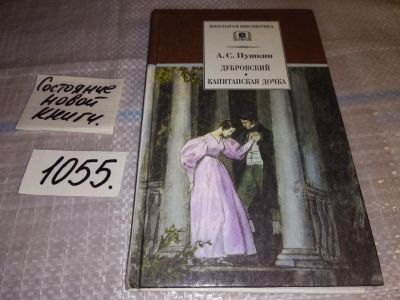 ШКОЛЬНАЯ БИБЛИОТЕКА
А. С. Пушкин
ДУБРОВСКИЙ
КАПИТАНСКАЯ ДОЧКА
Состояние
новой
книги.
1055.